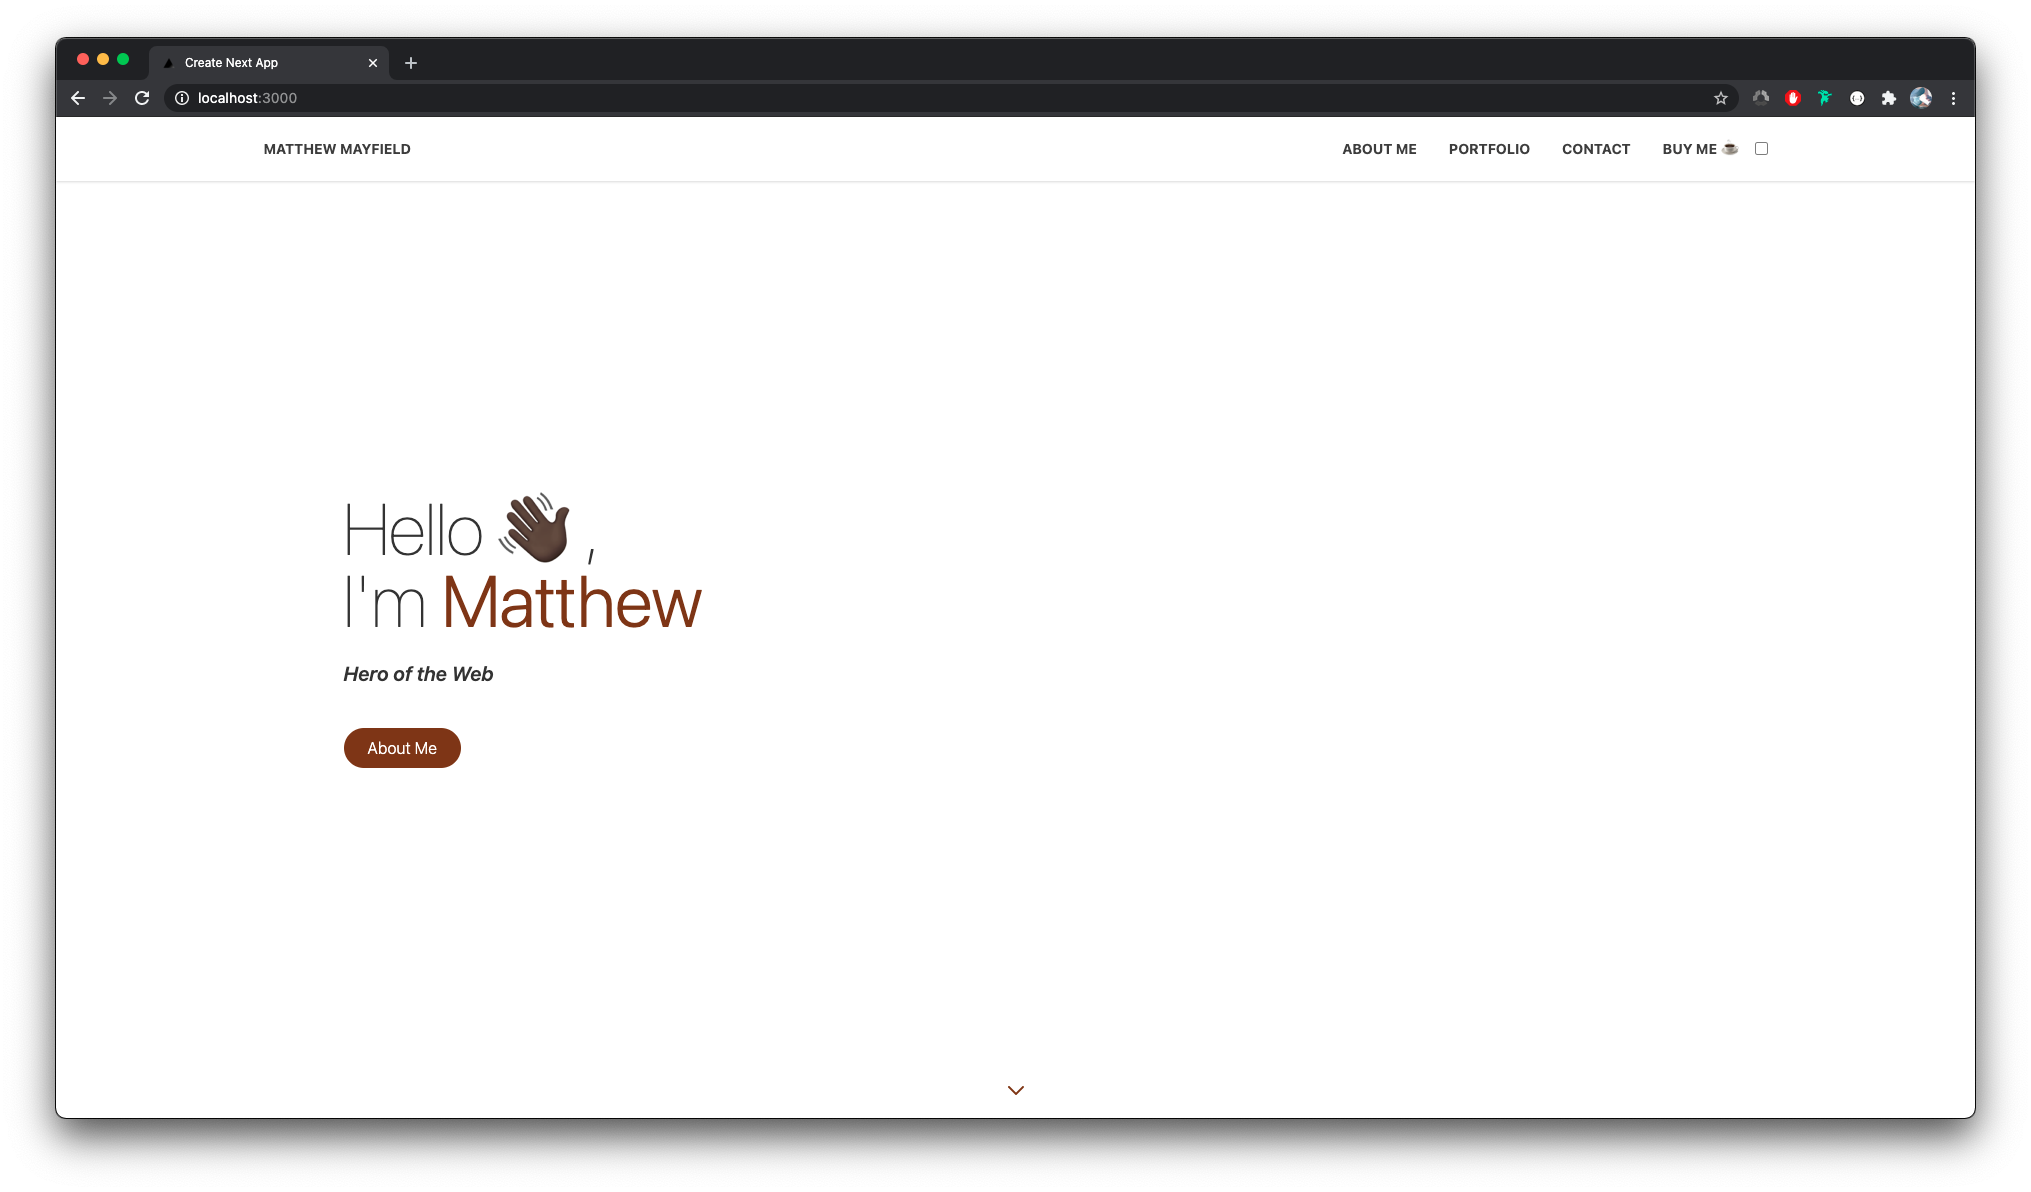 Create Next App
localhost:3000
MATTHEW MAYFIELD
ABOUT ME PORTFOLIO CONTACT BUY ME ☕
Hello 👋🏿 ,
I'm Matthew
Hero of the Web
About Me